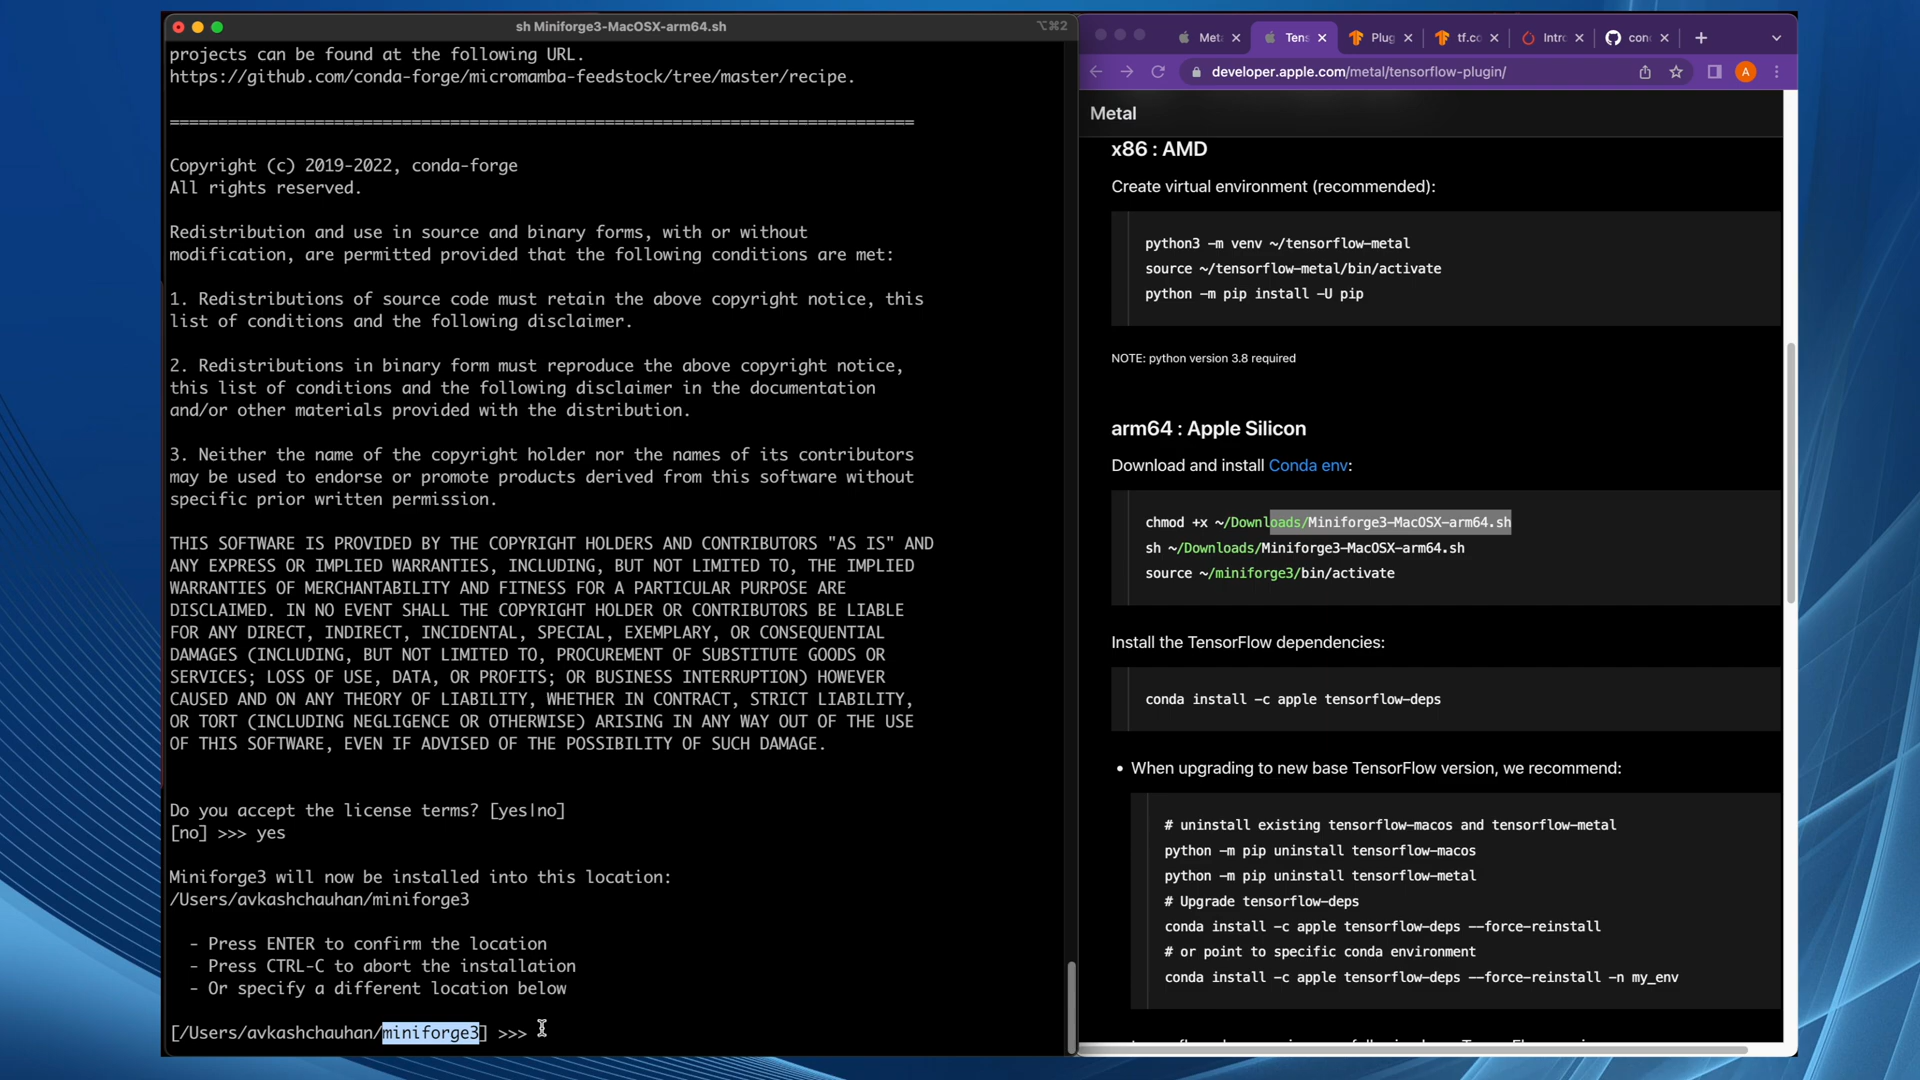 sh Miniforge3-MacOSX-arm64.sh
⌥⌘2
projects can be found at the following URL.
https://github.com/conda-forge/micromamba-feedstock/tree/master/recipe.
=============================================================================
Copyright (c) 2019-2022, conda-forge
All rights reserved.
Redistribution and use in source and binary forms, with or without
modification, are permitted provided that the following conditions are met:
1. Redistributions of source code must retain the above copyright notice, this
list of conditions and the following disclaimer.
2. Redistributions in binary form must reproduce the above copyright notice,
this list of conditions and the following disclaimer in the documentation
and/or other materials provided with the distribution.
3. Neither the name of the copyright holder nor the names of its contributors
may be used to endorse or promote products derived from this software without
specific prior written permission.
THIS SOFTWARE IS PROVIDED BY THE COPYRIGHT HOLDERS AND CONTRIBUTORS "AS IS" AND
ANY EXPRESS OR IMPLIED WARRANTIES, INCLUDING, BUT NOT LIMITED TO, THE IMPLIED
WARRANTIES OF MERCHANTABILITY AND FITNESS FOR A PARTICULAR PURPOSE ARE
DISCLAIMED. IN NO EVENT SHALL THE COPYRIGHT HOLDER OR CONTRIBUTORS BE LIABLE
FOR ANY DIRECT, INDIRECT, INCIDENTAL, SPECIAL, EXEMPLARY, OR CONSEQUENTIAL
DAMAGES (INCLUDING, BUT NOT LIMITED TO, PROCUREMENT OF SUBSTITUTE GOODS OR
SERVICES; LOSS OF USE, DATA, OR PROFITS; OR BUSINESS INTERRUPTION) HOWEVER
CAUSED AND ON ANY THEORY OF LIABILITY, WHETHER IN CONTRACT, STRICT LIABILITY,
OR TORT (INCLUDING NEGLIGENCE OR OTHERWISE) ARISING IN ANY WAY OUT OF THE USE
OF THIS SOFTWARE, EVEN IF ADVISED OF THE POSSIBILITY OF SUCH DAMAGE.
Do you accept the license terms? [yes|no]
[no] >>> yes
Miniforge3 will now be installed into this location:
/Users/avkashchauhan/miniforge3
- Press ENTER to confirm the location
- Press CTRL-C to abort the installation
- Or specify a different location below
[/Users/avkashchauhan/miniforge3] >>>
Met
Tens
Plug
tf.co
Intro
con
developer.apple.com/metal/tensorflow-plugin/
A
Metal
x86 : AMD
Create virtual environment (recommended):
python3 -m venv ~/tensorflow-metal
source ~/tensorflow-metal/bin/activate
python -m pip install -U pip
NOTE: python version 3.8 required
arm64 : Apple Silicon
Download and install Conda env:
chmod +x ~/Downloads/Miniforge3-MacOSX-arm64.sh
sh ~/Downloads/Miniforge3-MacOSX-arm64.sh
source ~/miniforge3/bin/activate
Install the TensorFlow dependencies:
conda install -c apple tensorflow-deps
• When upgrading to new base TensorFlow version, we recommend:
# uninstall existing tensorflow-macos and tensorflow-metal
python -m pip uninstall tensorflow-macos
python -m pip uninstall tensorflow-metal
# Upgrade tensorflow-deps
conda install -c apple tensorflow-deps --force-reinstall
# or point to specific conda environment
conda install -c apple tensorflow-deps --force-reinstall -n my_env